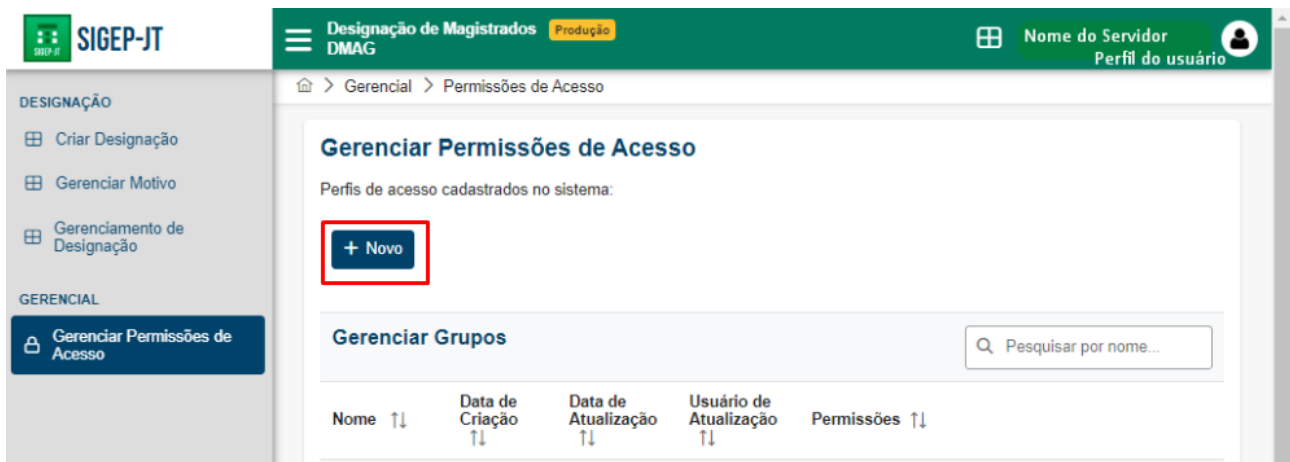 SIGEP-JT
SIGEP-JT
Designação de Magistrados Produção
DMAG
Nome do Servidor
Perfil do usuário
Gerencial > Permissões de Acesso
DESIGNAÇÃO
Criar Designação
Gerenciar Motivo
Gerenciamento de
Designação
GERENCIAL
Gerenciar Permissões de
Acesso
Gerenciar Permissões de Acesso
Perfis de acesso cadastrados no sistema:
+ Novo
Gerenciar Grupos
Pesquisar por nome...
Nome ↑↓
Data de
Criação
↑↓
Data de
Atualização
↑↓
Usuário de
Atualização
↑↓
Permissões ↑↓